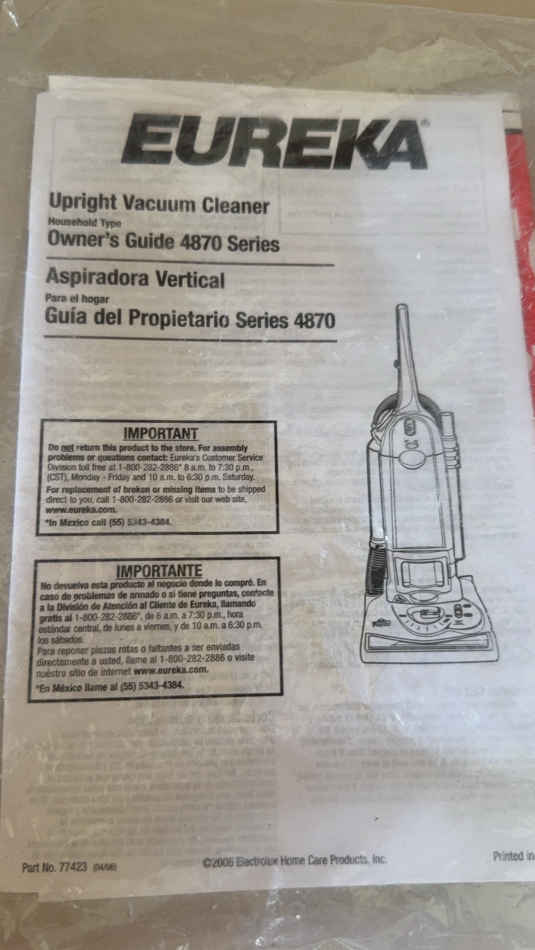 EUREKA®
Upright Vacuum Cleaner
Household Type
Owner's Guide 4870 Series
Aspiradora Vertical
Para el hogar
Guía del Propietario Series 4870
IMPORTANT
Do not return this product to the store. For assembly
problems or questions contact: Eureka's Customer Service
Division toll free at 1-800-282-2886* 8 a.m. to 7:30 p.m.,
(CST), Monday - Friday and 10 a.m. to 6:30 p.m. Saturday.
For replacement of broken or missing items to be shipped
direct to you, call 1-800-282-2886 or visit our web site,
www.eureka.com.
*In Mexico call (55) 5343-4384.
IMPORTANTE
No devuelva esta producto al negocio donde lo compró. En
caso de problemas de armado o si tiene preguntas, contacte
a la División de Atención al Cliente de Eureka, llamando
gratis al 1-800-282-2886*, de 8 a.m. a 7:30 p.m., hora
estándar central, de lunes a viernes, y de 10 a.m. a 6:30 p.m.
los sábados.
Para reponer piezas rotas o faltantes a ser enviadas
directamente a usted, llame al 1-800-282-2886 o visite
nuestro sitio de internet www.eureka.com.
*En México llame al (55) 5343-4384.
Part No. 77423 (04/06)
©2006 Electrolux Home Care Products, Inc.
Printed in